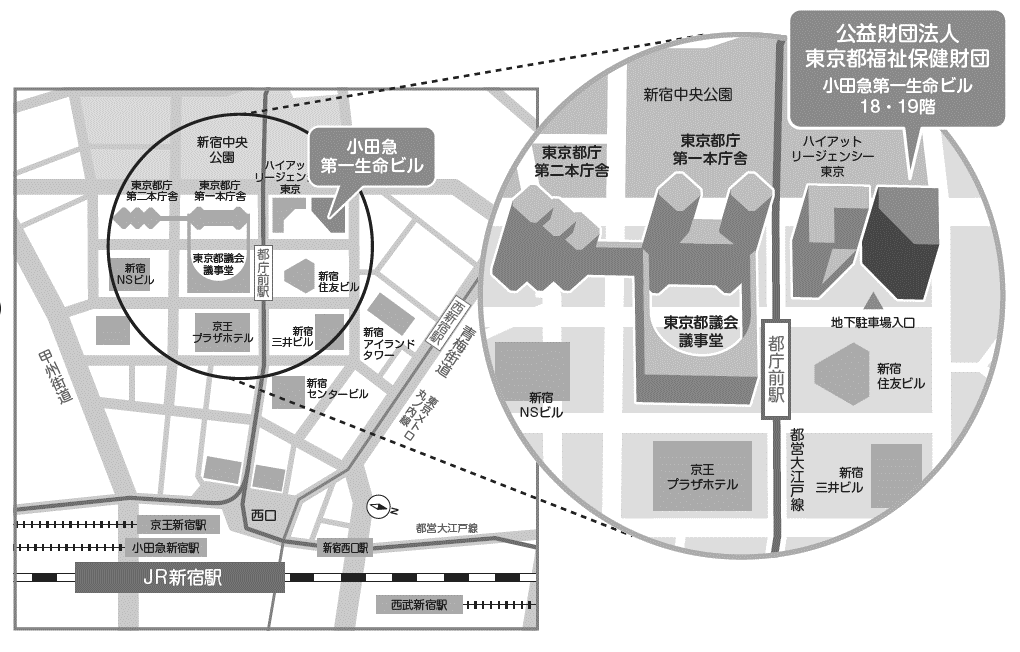 新宿中央
公園
小田急
第一生命ビル
ハイアット
リージェンシー
東京
東京都庁
第二本庁舎
東京都庁
第一本庁舎
東京都議会
議事堂
都庁前駅
新宿
NSビル
新宿
住友ビル
京王
プラザホテル
新宿
三井ビル
新宿
アイランド
タワー
西新宿駅
青梅街道
甲州街道
新宿
センタービル
東京メトロ
丸ノ内線
西口
N
都営大江戸線
京王新宿駅
小田急新宿駅
新宿西口駅
JR新宿駅
西武新宿駅
公益財団法人
東京都福祉保健財団
小田急第一生命ビル
18・19階
新宿中央公園
東京都庁
第二本庁舎
東京都庁
第一本庁舎
ハイアット
リージェンシー
東京
地下駐車場入口
東京都議会
議事堂
都庁前駅
新宿
NSビル
新宿
住友ビル
都営大江戸線
京王
プラザホテル
新宿
三井ビル